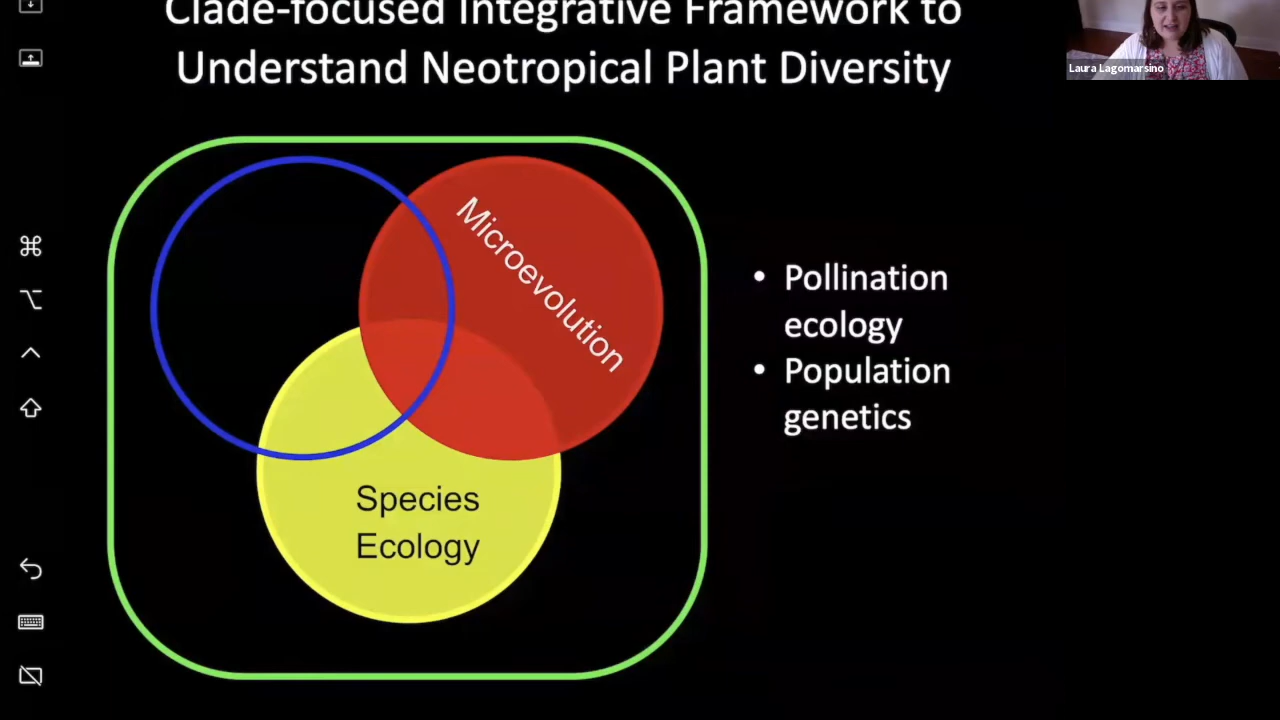 Clade-focused Integrative Framework to
Understand Neotropical Plant Diversity
Laura Lagomarsino
Microevolution
• Pollination
ecology
• Population
genetics
Species
Ecology